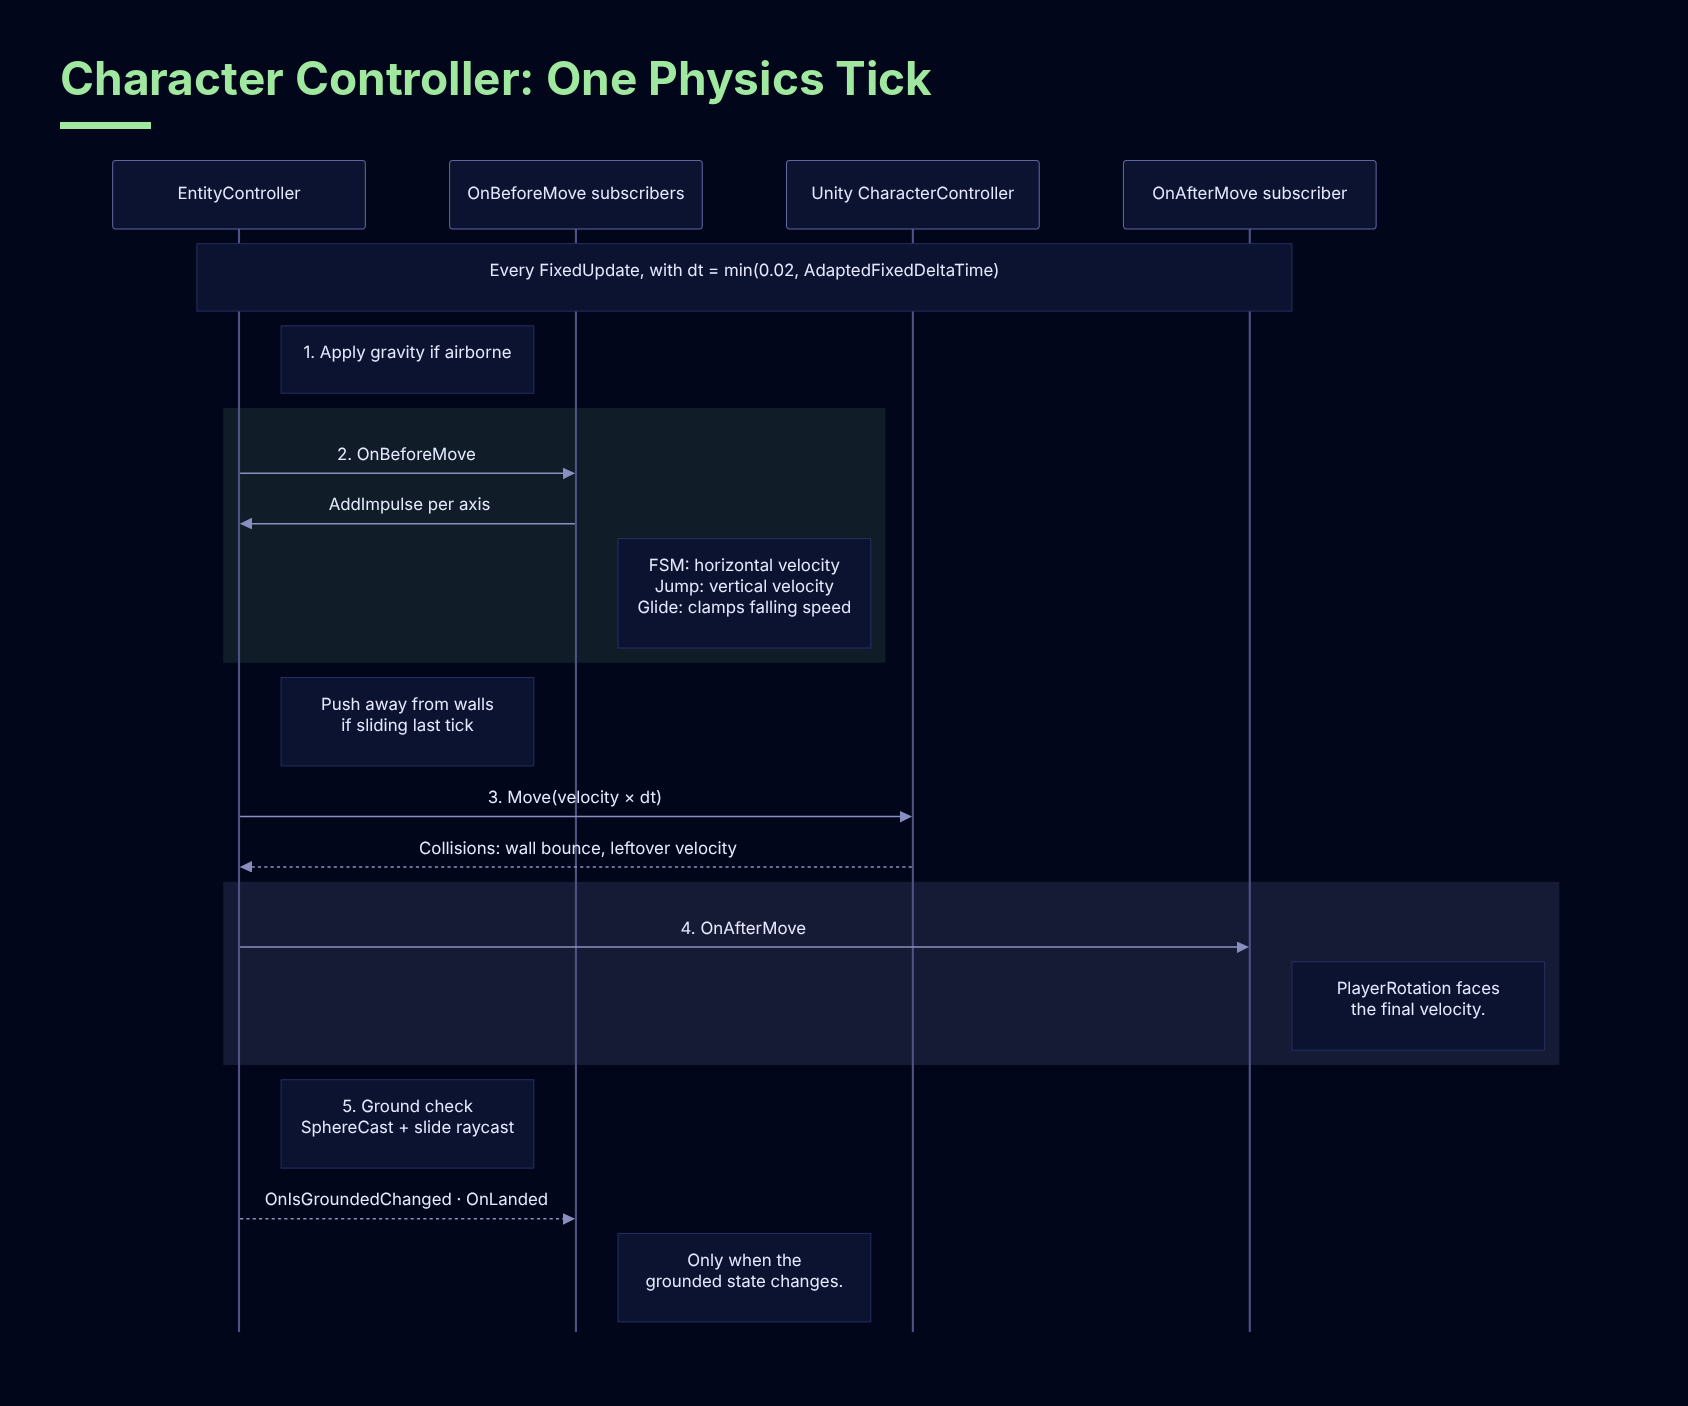 Character Controller: One Physics Tick
EntityController
OnBeforeMove subscribers
Unity CharacterController
OnAfterMove subscriber
Every FixedUpdate, with dt = min(0.02, AdaptedFixedDeltaTime)
1. Apply gravity if airborne
2. OnBeforeMove
AddImpulse per axis
FSM: horizontal velocity
Jump: vertical velocity
Glide: clamps falling speed
Push away from walls
if sliding last tick
3. Move(velocity × dt)
Collisions: wall bounce, leftover velocity
4. OnAfterMove
PlayerRotation faces
the final velocity.
5. Ground check
SphereCast + slide raycast
OnIsGroundedChanged · OnLanded
Only when the
grounded state changes.